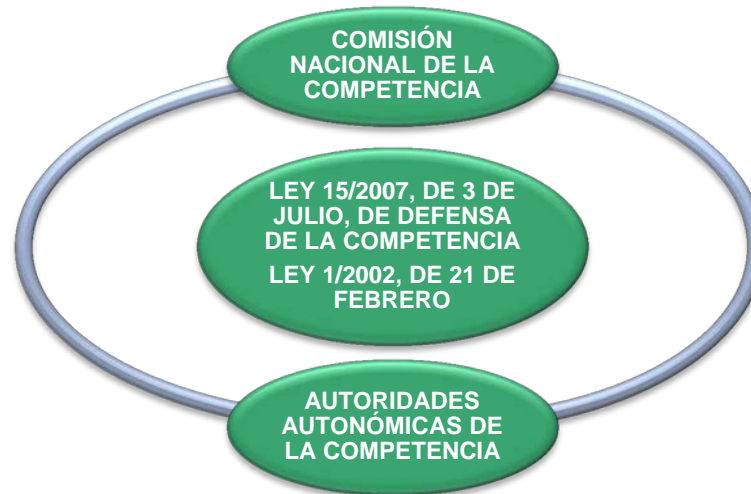 COMISIÓN
NACIONAL DE LA
COMPETENCIA
LEY 15/2007, DE 3 DE
JULIO, DE DEFENSA
DE LA COMPETENCIA
LEY 1/2002, DE 21 DE
FEBRERO
AUTORIDADES
AUTONÓMICAS DE
LA COMPETENCIA